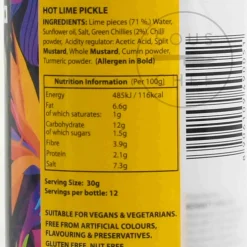 HOT LIME PICKLE
INGREDIENTS: Lime pieces (71 %), Water,
Sunflower oil, Salt, Green Chillies (2%), Chilli
powder, Acidity regulator: Acetic Acid, Split
Mustard, Whole Mustard, Cumin powder,
Turmeric powder. (Allergen in Bold)
Nutrition Information (Per 100g)
Energy 485kJ / 116kcal
Fat 6.6g
of which saturates: 1g
Carbohydrate 12g
of which sugars 1.5g
Fibre 3.9g
Protein 2.1g
Salt 7.3g
Serving Size: 30g
Servings per bottle: 12
SUITABLE FOR VEGANS & VEGETARIANS.
FREE FROM ARTIFICIAL COLOURS,
FLAVOURING & PRESERVATIVES.
GLUTEN FREE, NUT FREE